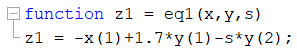 function z1 = eq1(x,y,s)
z1 = -x(1)+1.7*y(1)-s*y(2);